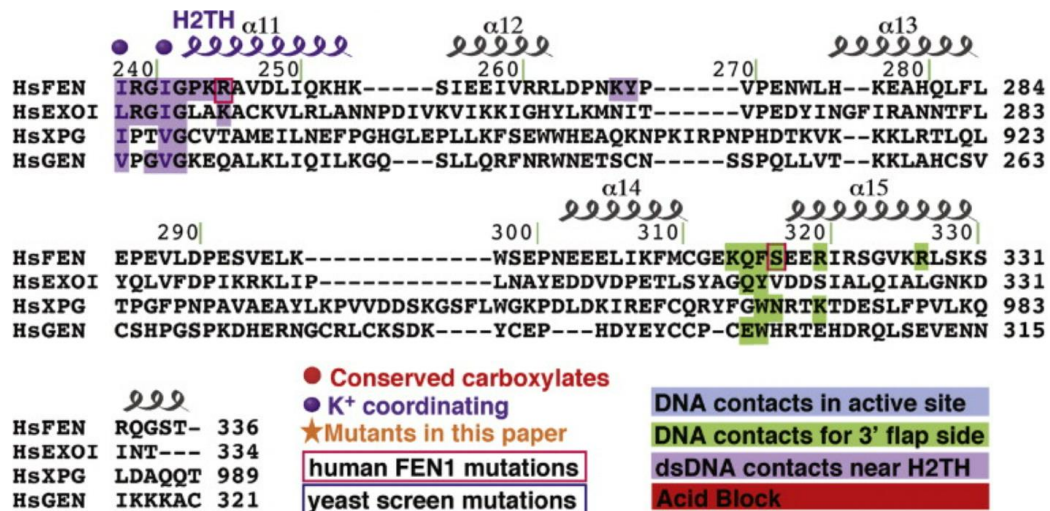 H2TH α11 α12 α13
240 250 260 270 280
HsFEN IRGIGPKRAVDLIQKHK-----SIEEIVRRLDPNKYP------VPENWLH--KEAHQLFL 284
HsEXOI LRGIGLAKACKVLRLANNPDIVKVIKKIGHYLKMNIT------VPEDYINGFIRANNTFL 283
HsXPG IPTVGCVTAMEILNEFPGHGLEPLLKFSEWWHEAQKNPKIRPNPHDTKVK--KKLRTLQL 923
HsGEN VPGVGKEQALKLIQILKGQ---SLLQRFNRWNETSCN------SSPQLLVT--KKLAHCSV 263
α14 α15
290 300 310 320 330
HsFEN EPEVLDPESVELK-------------WSEPNEEELIKFMCGEKQFSEERIRSGVKRLSKS 331
HsEXOI YQLVFDPIKRKLIP------------LNAYEDDVDPETLSYAGQYVDDSIALQIALGNKD 331
HsXPG TPGFPNPAVAEAYLKPVVDDSKGSFLWGKPDLDKIREFCQRYFGWNRTKTDESLFPVLKQ 983
HsGEN CSHPGSPKDHERNGCRLCKSDK----YCEP---HDYEYCCP-CEWHRTEHDRQLSEVENN 315
HsFEN RQGST- 336
HsEXOI INT--- 334
HsXPG LDAQQT 989
HsGEN IKKKAC 321
Conserved carboxylates
K+ coordinating
Mutants in this paper
human FEN1 mutations
yeast screen mutations
DNA contacts in active site
DNA contacts for 3' flap side
dsDNA contacts near H2TH
Acid Block